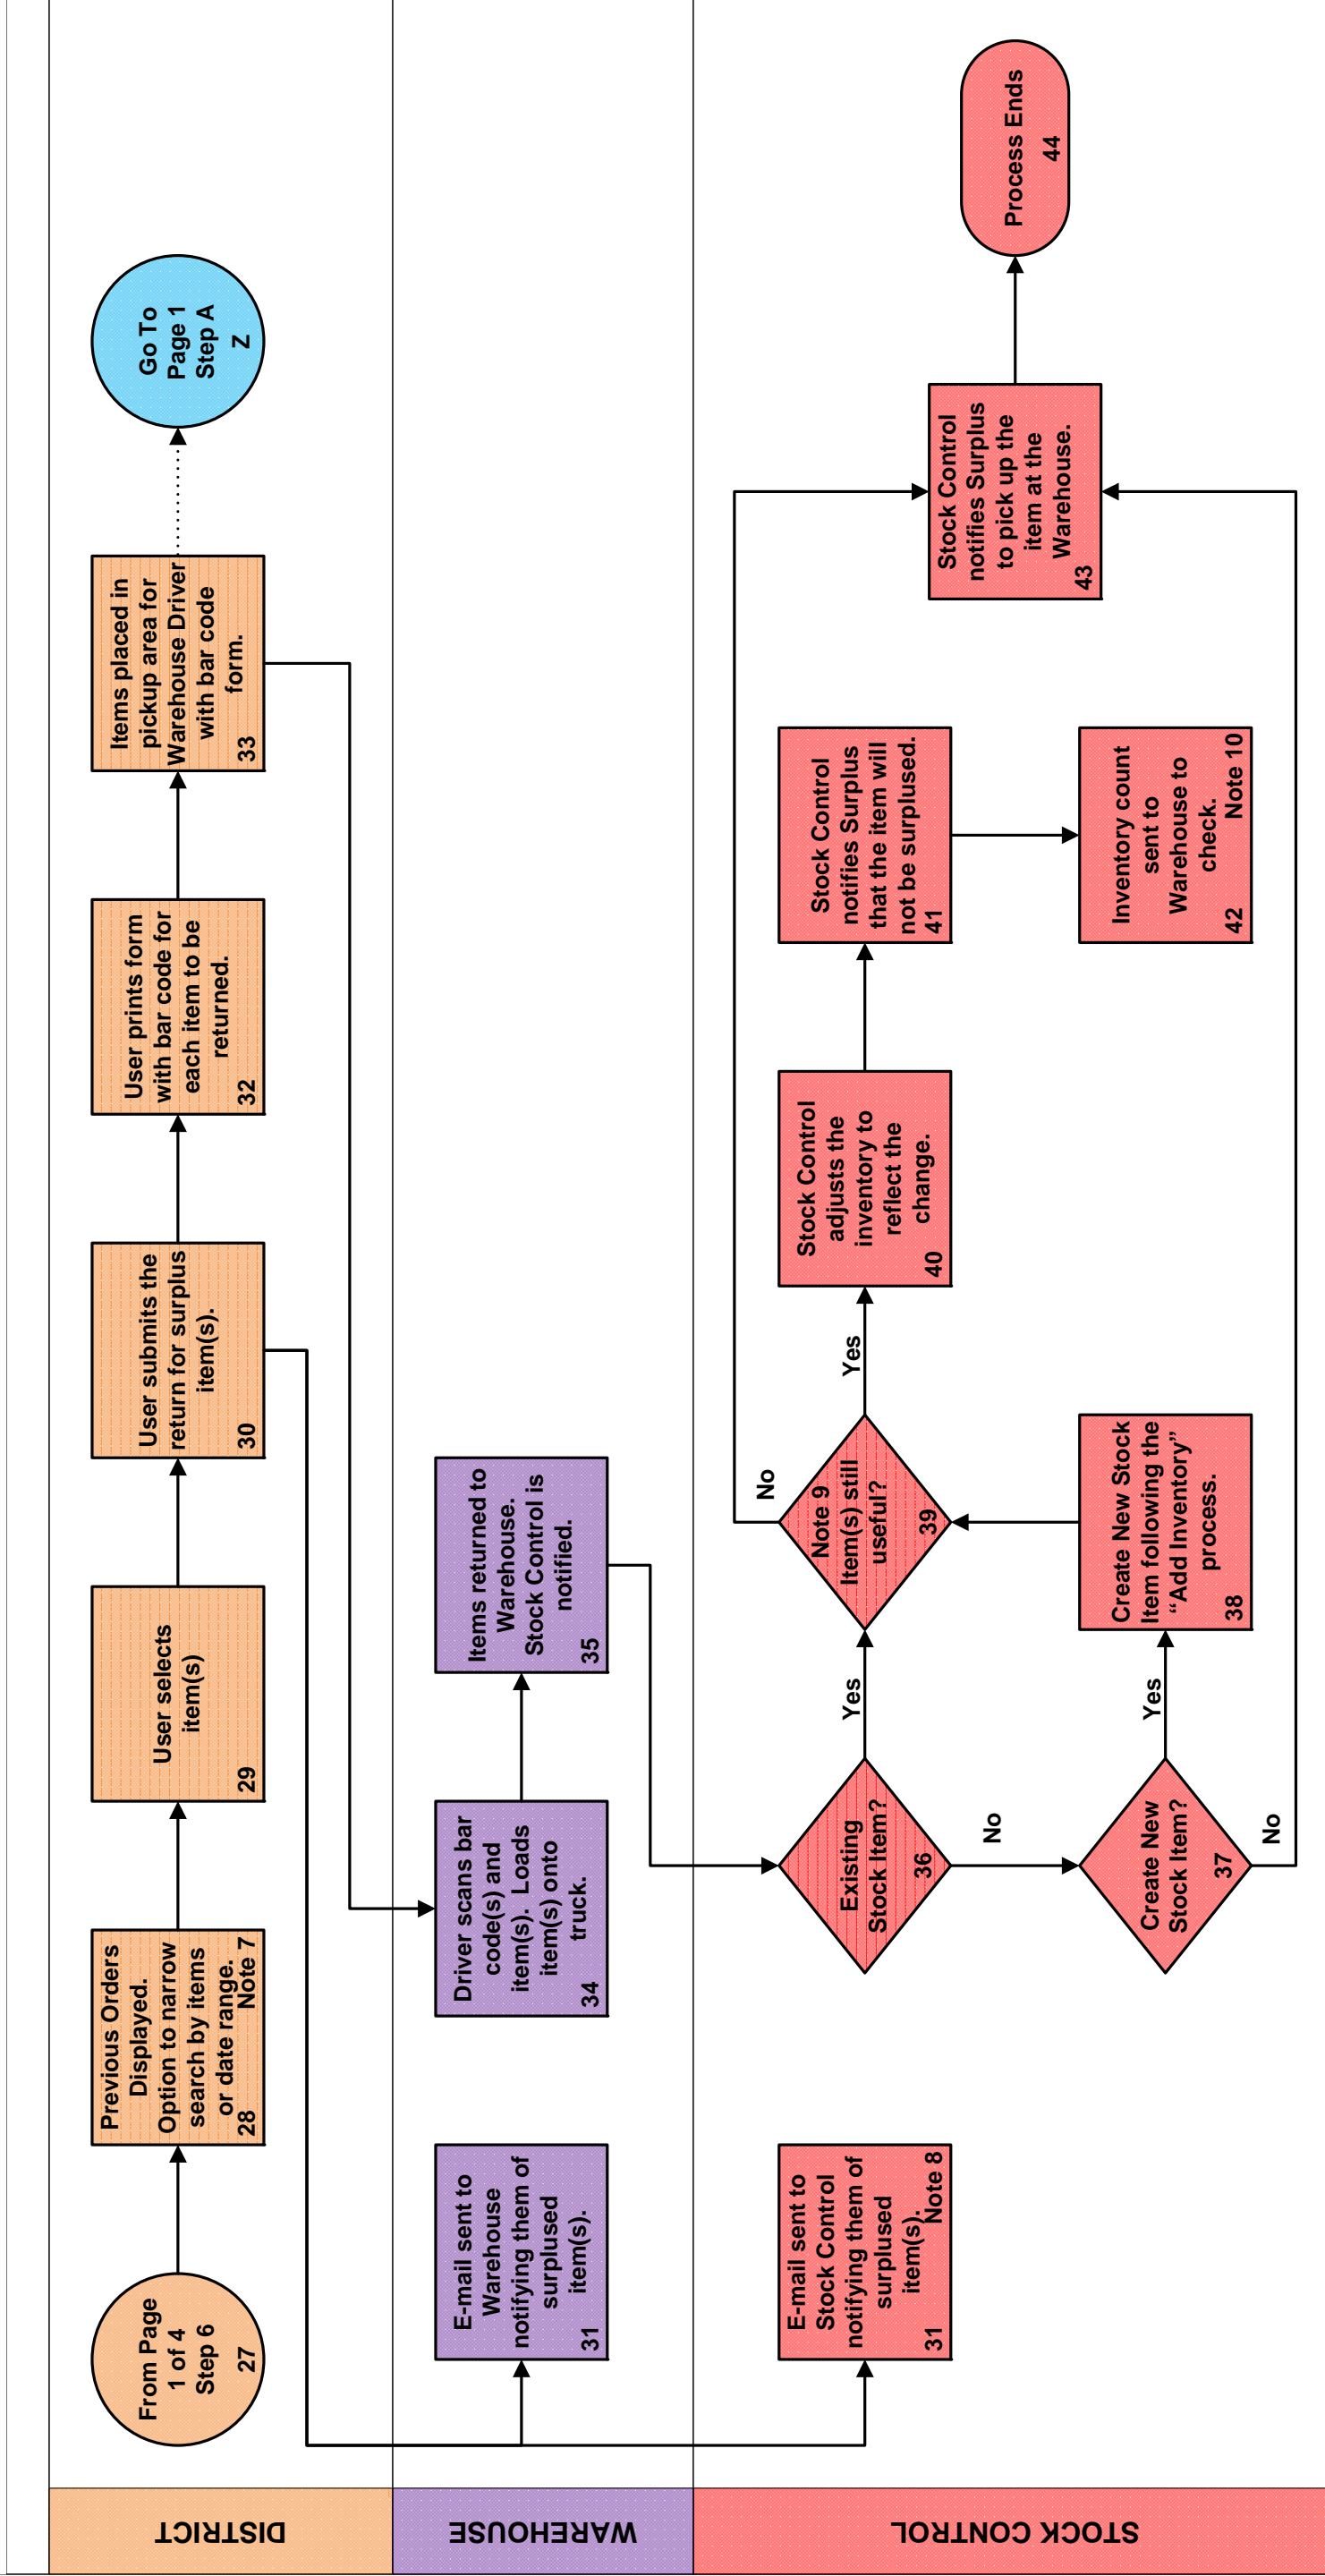 DISTRICT
From Page
1 of 4
Step 6
27
Previous Orders
Displayed.
Option to narrow
search by items
or date range.
28
Note 7
User selects
item(s)
29
User submits the
return for surplus
item(s).
30
User prints form
with bar code for
each item to be
returned.
32
Items placed in
pickup area for
Warehouse Driver
with bar code
form.
33
Go To
Page 1
Step A
Z
WAREHOUSE
E-mail sent to
Warehouse
notifying them of
surplused
item(s).
31
Driver scans bar
code(s) and
item(s). Loads
item(s) onto
truck.
34
Items returned to
Warehouse.
Stock Control is
notified.
35
STOCK CONTROL
E-mail sent to
Stock Control
notifying them of
surplused
item(s).
31
Note 8
Existing
Stock Item?
36
Yes
No
Create New
Stock Item?
37
Yes
No
Create New Stock
Item following the
“Add Inventory”
process.
38
Note 9
Item(s) still
useful?
39
No
Yes
Stock Control
adjusts the
inventory to
reflect the
change.
40
Stock Control
notifies Surplus
that the item will
not be surplused.
41
Inventory count
sent to
Warehouse to
check.
42
Note 10
Stock Control
notifies Surplus
to pick up the
item at the
Warehouse.
43
Process Ends
44